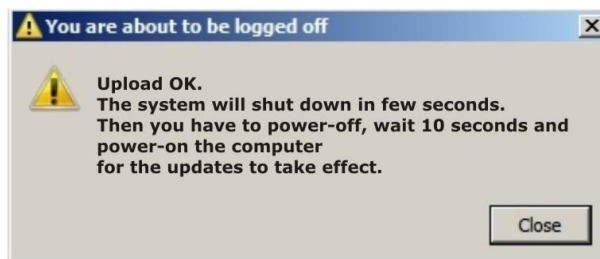 You are about to be logged off
Upload OK.
The system will shut down in few seconds.
Then you have to power-off, wait 10 seconds and
power-on the computer
for the updates to take effect.
Close